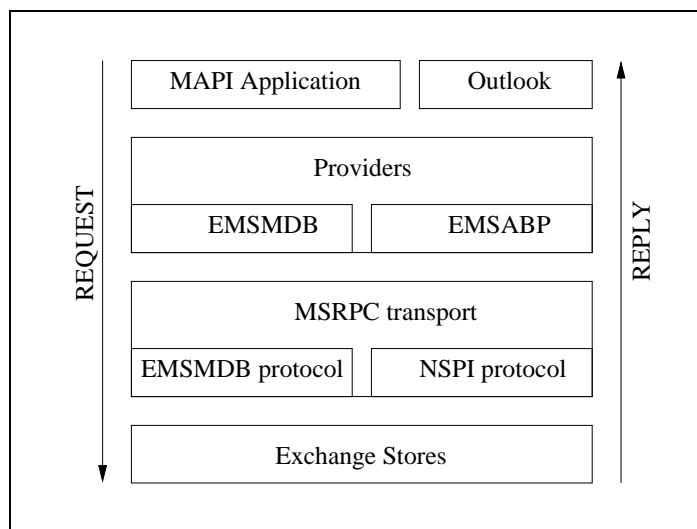 MAPI Application
Outlook
Providers
EMSMDB
EMSABP
REQUEST
REPLY
MSRPC transport
EMSMDB protocol
NSPI protocol
Exchange Stores